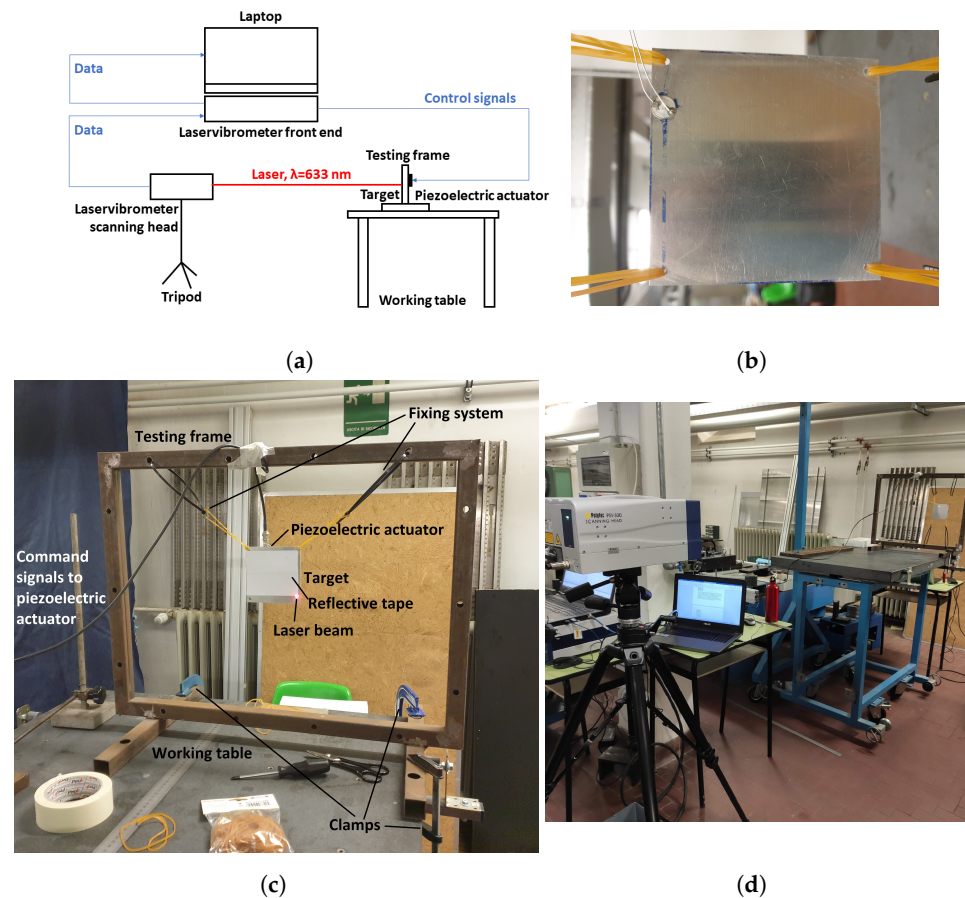 Laptop
Data
Control signals
Data
Laservibrometer front end
Testing frame
Laser, λ=633 nm
Target
Piezoelectric actuator
Laservibrometer
scanning head
Tripod
Working table
(a)
(b)
Fixing system
Testing frame
Piezoelectric actuator
Command
signals to
piezoelectric
actuator
Target
Reflective tape
Laser beam
Working table
Clamps
(c)
Polytec PSV-300
SCANNING HEAD
(d)